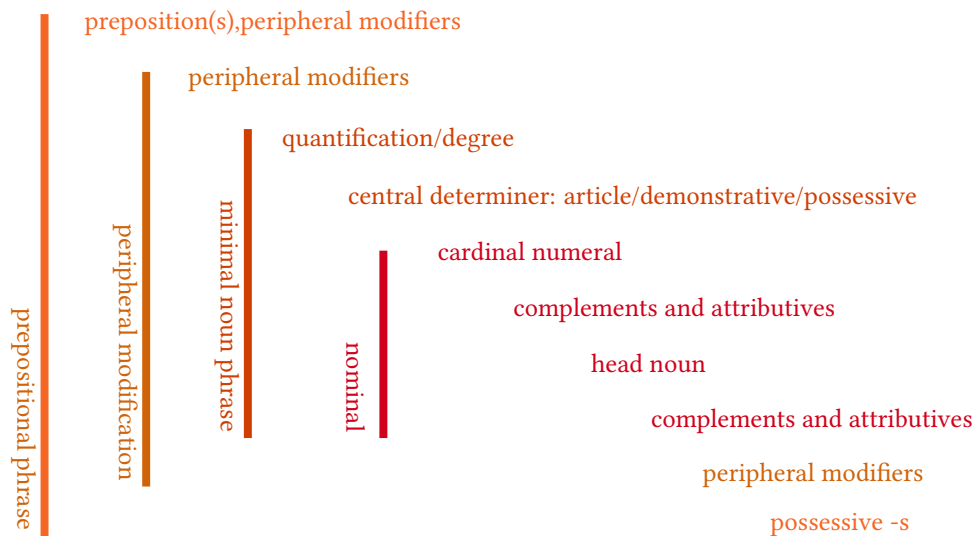 preposition(s),peripheral modifiers
peripheral modifiers
quantification/degree
central determiner: article/demonstrative/possessive
cardinal numeral
complements and attributives
head noun
complements and attributives
peripheral modifiers
possessive -s
prepositional phrase
peripheral modification
minimal noun phrase
nominal